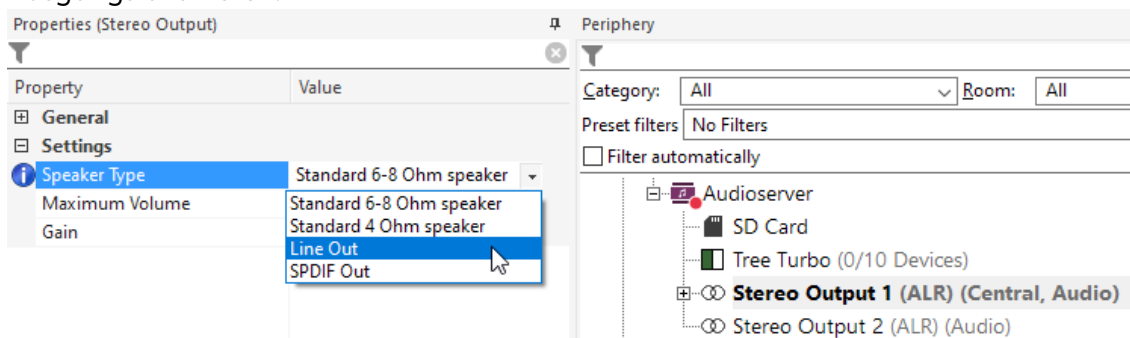 Properties (Stereo Output)
Property Value
General
Settings
Speaker Type Standard 6-8 Ohm speaker
Maximum Volume
Gain
Standard 6-8 Ohm speaker
Standard 4 Ohm speaker
Line Out
SPDIF Out
Periphery
Category: All Room: All
Preset filters No Filters
Filter automatically
Audioserver
SD Card
Tree Turbo (0/10 Devices)
Stereo Output 1 (ALR) (Central, Audio)
Stereo Output 2 (ALR) (Audio)